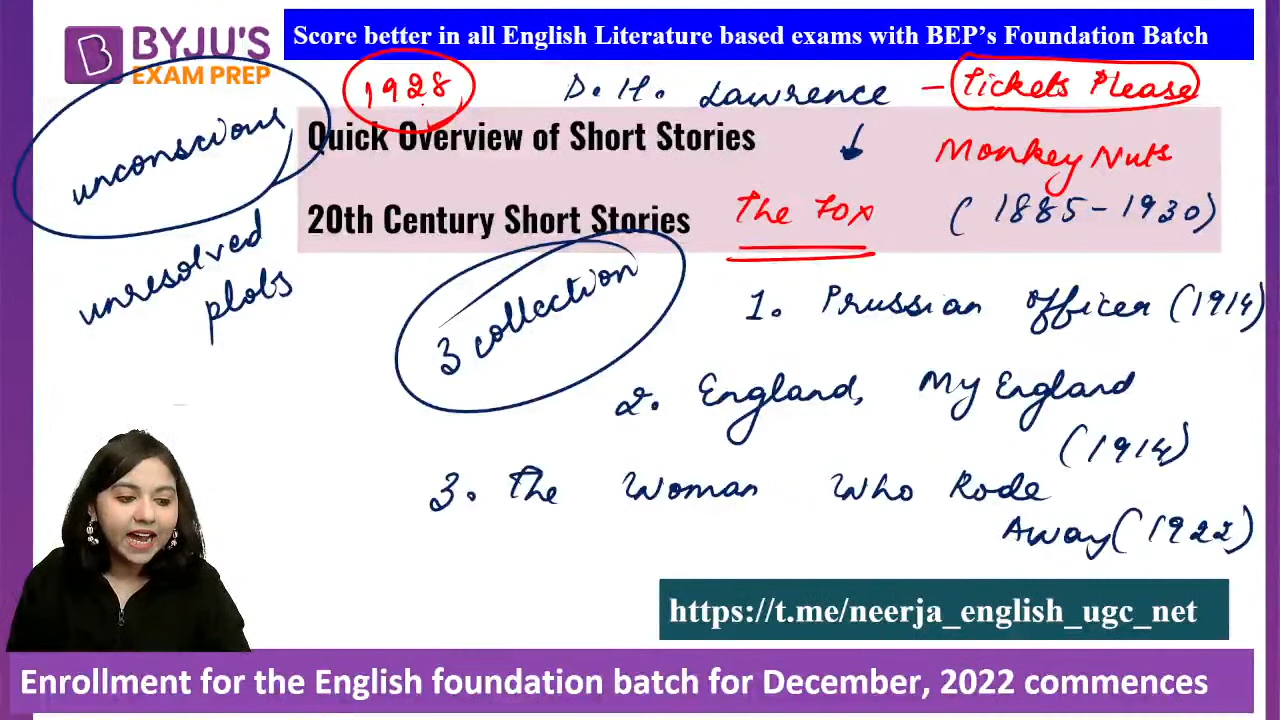 BYJU'S
EXAM PREP
Score better in all English Literature based exams with BEP's Foundation Batch
1928
D. H. Lawrence – Tickets Please
unconscious
Quick Overview of Short Stories
Monkey Nuts
20th Century Short Stories
The Fox
(1885-1930)
unresolved
plots
3 collection
1. Prussian Officer (1914)
2. England, My England
(1914)
3. The Woman Who Rode
Away (1922)
https://t.me/neerja_english_ugc_net
Enrollment for the English foundation batch for December, 2022 commences